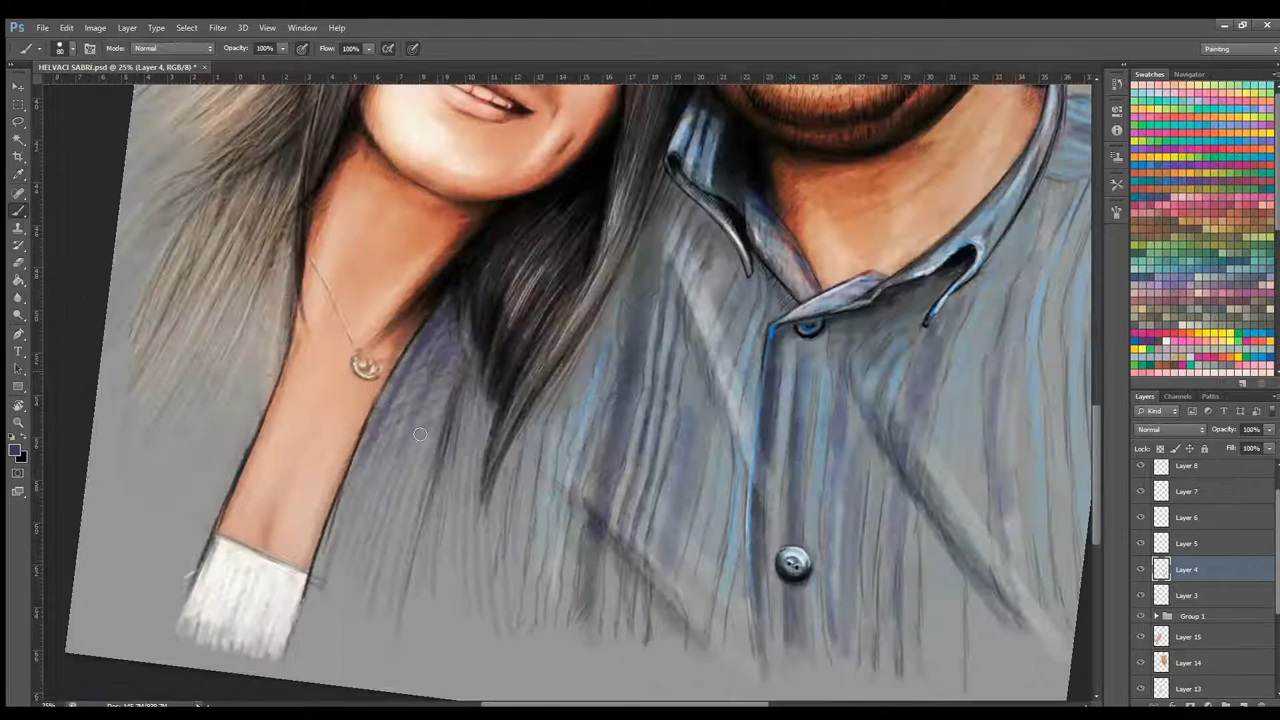 Ps File Edit Image Layer Type Select Filter 3D View Window Help
80 Mode: Normal Opacity: 100% Flow: 100% Painting
HELVACI SABRI.psd @ 25% (Layer 4, RGB/8) *
Swatches Navigator
Layers Channels Paths
Kind
Normal Opacity: 100%
Lock: Fill: 100%
Layer 8
Layer 7
Layer 6
Layer 5
Layer 4
Layer 3
Group 1
Layer 15
Layer 14
Layer 13
25%